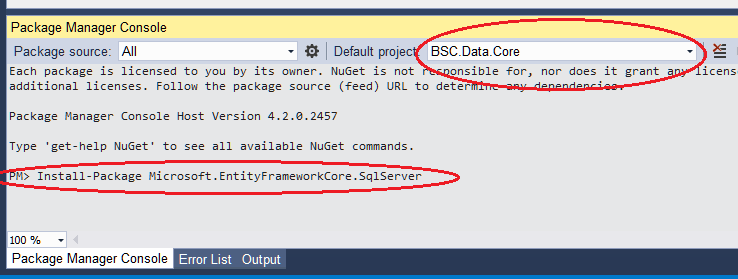 Package Manager Console
Package source: All Default project: BSC.Data.Core
Each package is licensed to you by its owner. NuGet is not responsible for, nor does it grant any license
additional licenses. Follow the package source (feed) URL to determine any dependencies.
Package Manager Console Host Version 4.2.0.2457
Type 'get-help NuGet' to see all available NuGet commands.
PM> Install-Package Microsoft.EntityFrameworkCore.SqlServer
100 %
Package Manager Console Error List Output